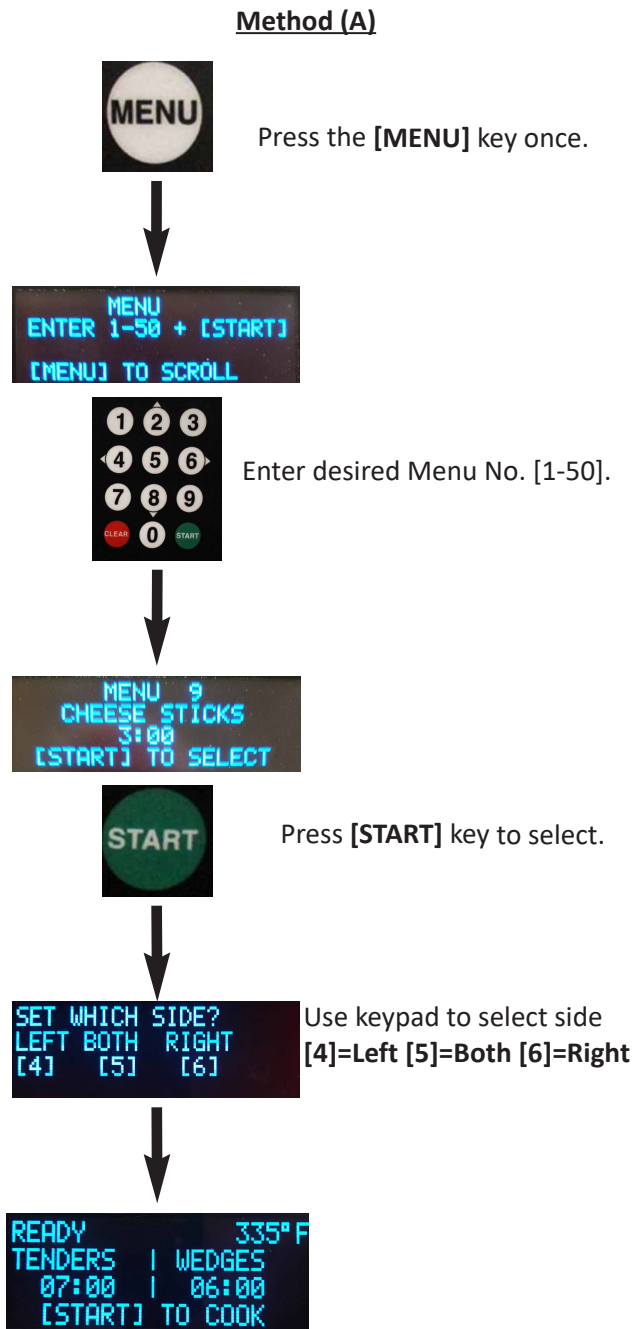 Method (A)
MENU
Press the [MENU] key once.
MENU
ENTER 1-50 + [START]
[MENU] TO SCROLL
1 2 3
4 5 6
7 8 9
CLEAR 0 START
Enter desired Menu No. [1-50].
MENU 9
CHEESE STICKS
3:00
[START] TO SELECT
START
Press [START] key to select.
SET WHICH SIDE?
LEFT BOTH RIGHT
[4] [5] [6]
Use keypad to select side
[4]=Left [5]=Both [6]=Right
READY 335°F
TENDERS | WEDGES
07:00 | 06:00
[START] TO COOK